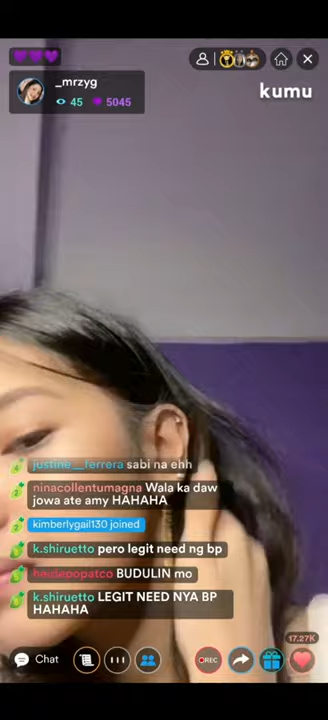 _mrzyg
45 5045
kumu
justine__ferrera sabi na ehh
ninacollentumagna Wala ka daw
jowa ate amy HAHAHA
kimberlygail130 joined
k.shiruetto pero legit need ng bp
BUDULIN mo
k.shiruetto LEGIT NEED NYA BP
HAHAHA
17.27K
Chat
REC